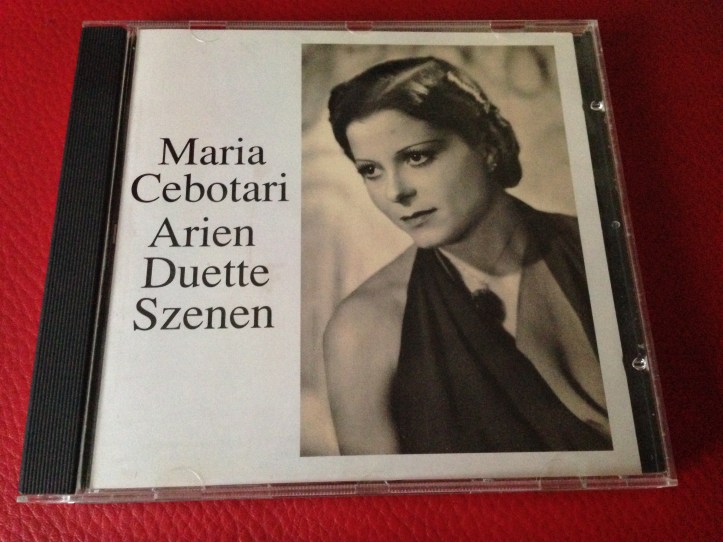 Maria
Cebotari
Arien
Duette
Szenen